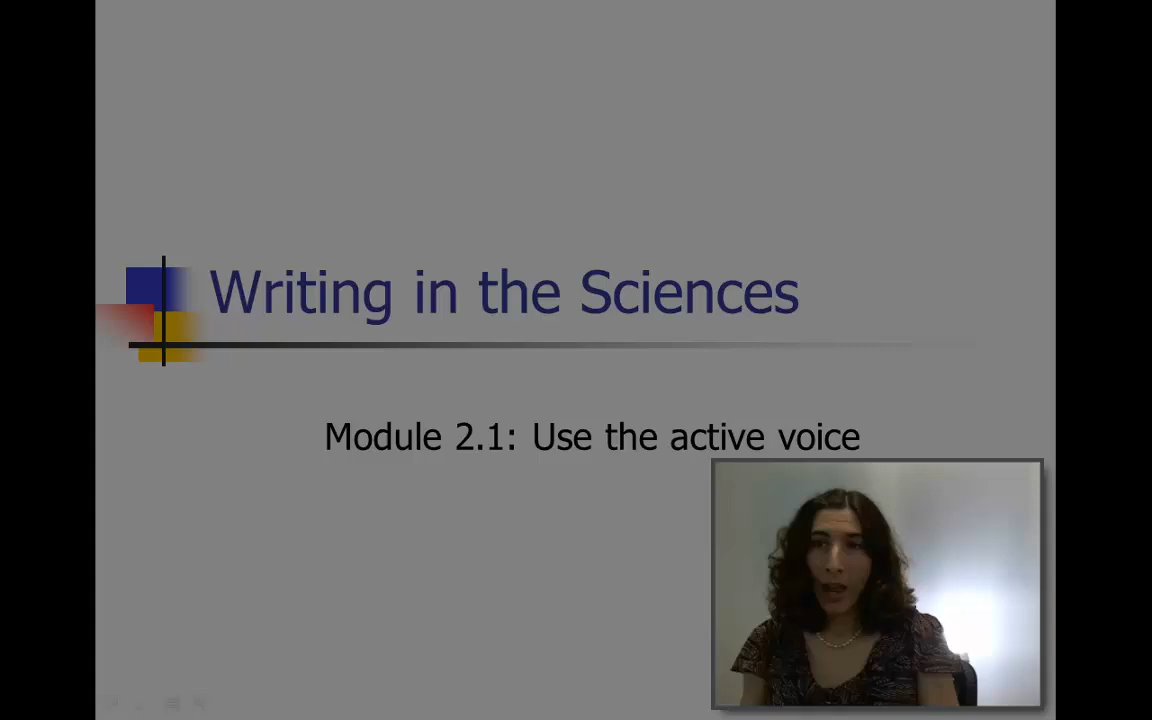 Writing in the Sciences
Module 2.1: Use the active voice